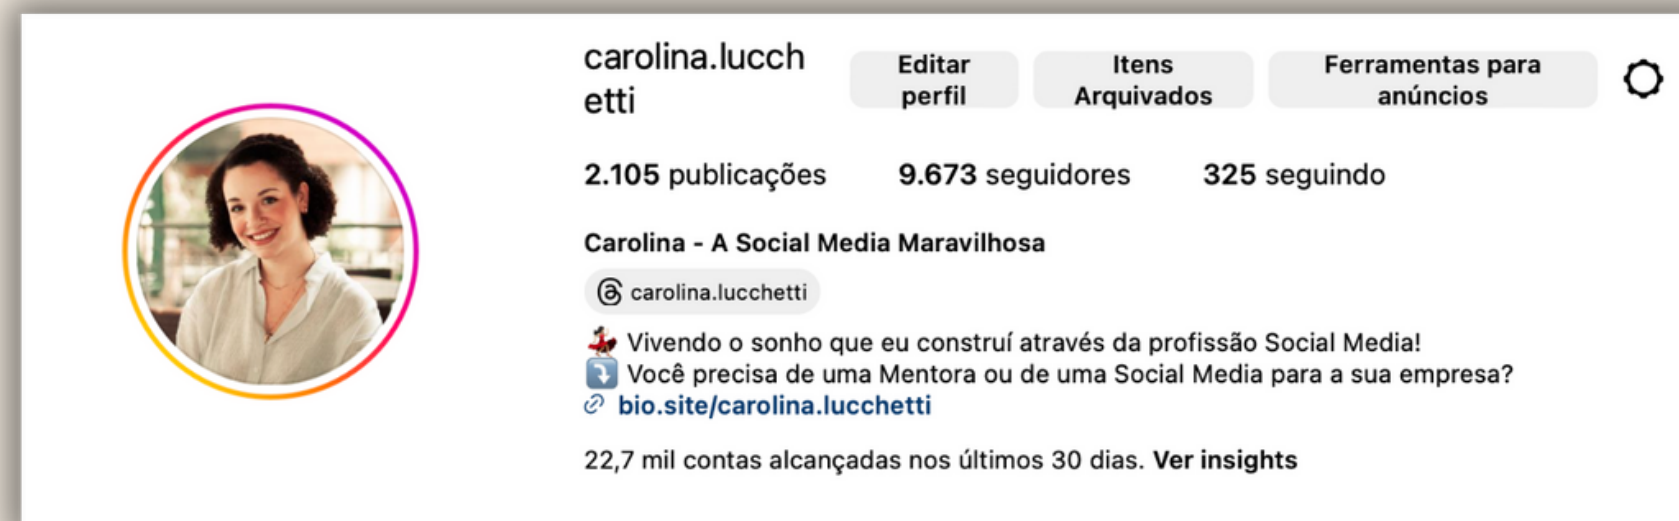 carolina.lucch
etti
Editar
perfil
Itens
Arquivados
Ferramentas para
anúncios
2.105 publicações 9.673 seguidores 325 seguindo
Carolina - A Social Media Maravilhosa
carolina.lucchetti
Vivendo o sonho que eu construí através da profissão Social Media!
Você precisa de uma Mentora ou de uma Social Media para a sua empresa?
bio.site/carolina.lucchetti
22,7 mil contas alcançadas nos últimos 30 dias. Ver insights